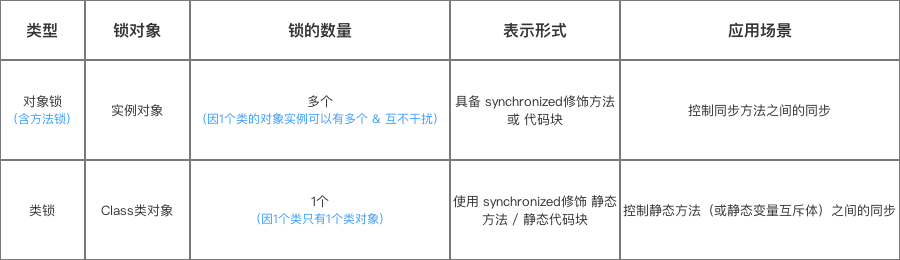 类型
锁对象
锁的数量
表示形式
应用场景
对象锁
（含方法锁）
实例对象
多个
（因1个类的对象实例可以有多个 & 互不干扰）
具备 synchronized修饰方法
或 代码块
控制同步方法之间的同步
类锁
Class类对象
1个
（因1个类只有1个类对象）
使用 synchronized修饰 静态
方法 / 静态代码块
控制静态方法（或静态变量互斥体）之间的同步